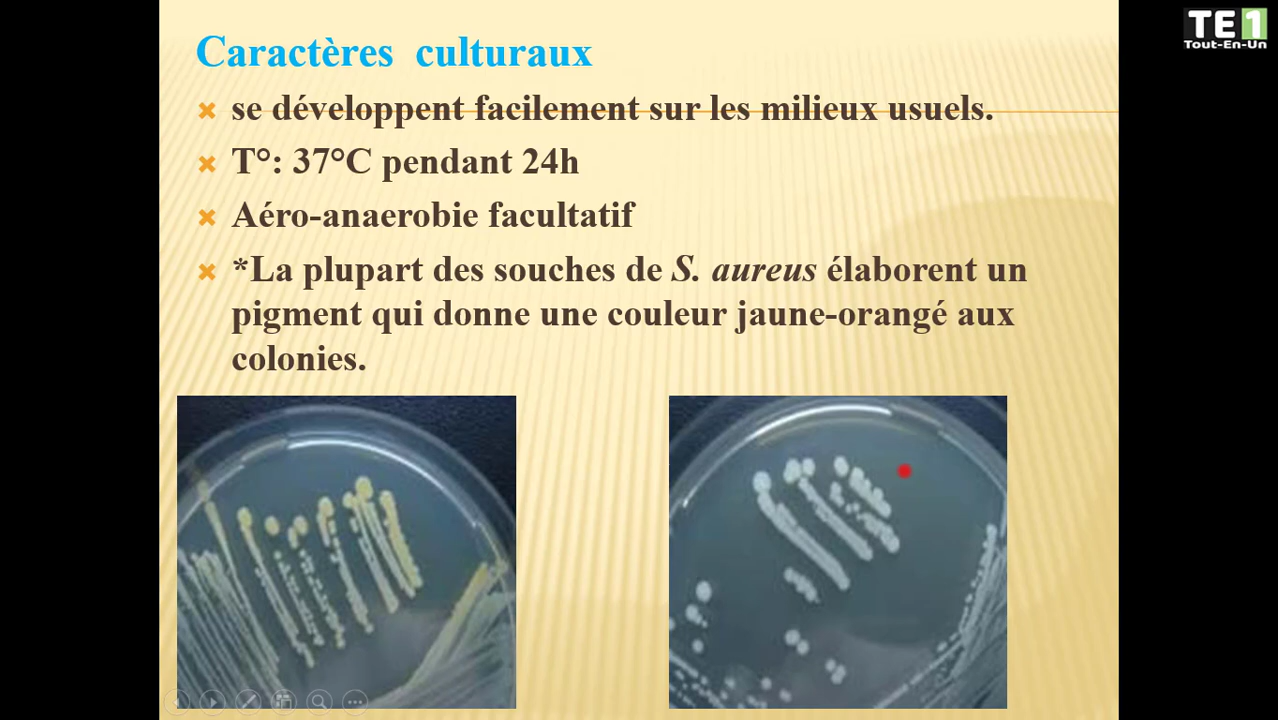 TE1
Tout-En-Un
Caractères culturaux
se développent facilement sur les milieux usuels.
T°: 37°C pendant 24h
Aéro-anaerobie facultatif
*La plupart des souches de S. aureus élaborent un
pigment qui donne une couleur jaune-orangé aux
colonies.